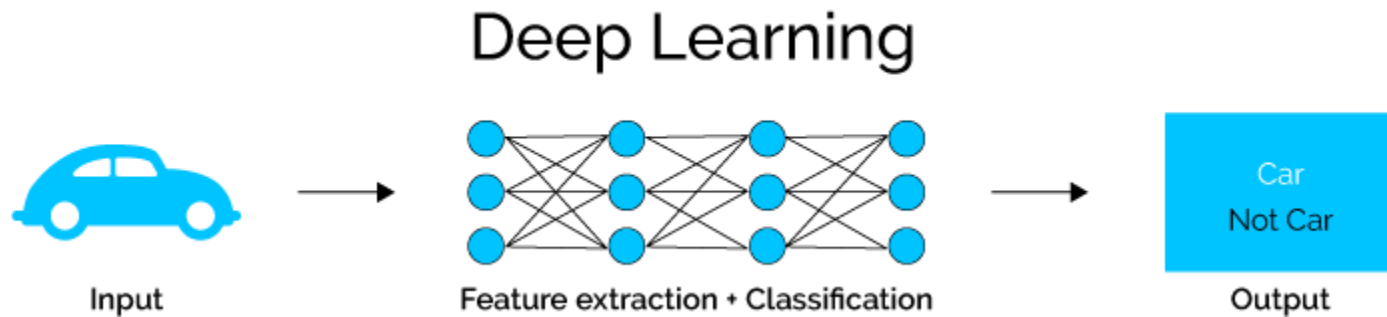 Deep Learning
Car
Not Car
Input
Feature extraction + Classification
Output